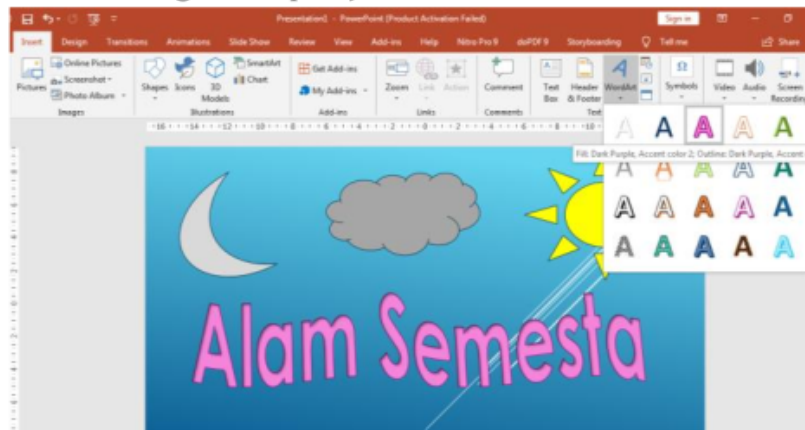 Presentation1 - PowerPoint (Product Activation Failed)
Sign in
Insert Design Transitions Animations Slide Show Review View Add-ins Help Nitro Pro 9 doPDF 9 Storyboarding Tell me Share
Pictures
Online Pictures
Screenshot
Photo Album
Images
Shapes
Icons
3D
Models
SmartArt
Chart
Illustrations
Get Add-ins
My Add-ins
Add-ins
Zoom
Link
Action
Links
Comment
Comments
Text
Box
Header
& Footer
WordArt
Text
Symbols
Video
Audio
Screen
Recording
Fill: Dark Purple, Accent color 2; Outline: Dark Purple, Accent
Alam Semesta